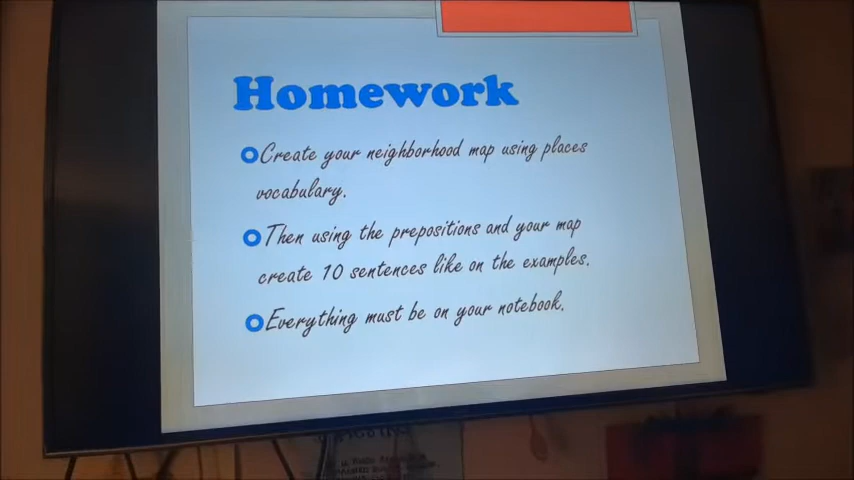 Homework
Create your neighborhood map using places
vocabulary.
Then using the prepositions and your map
create 10 sentences like on the examples.
Everything must be on your notebook.